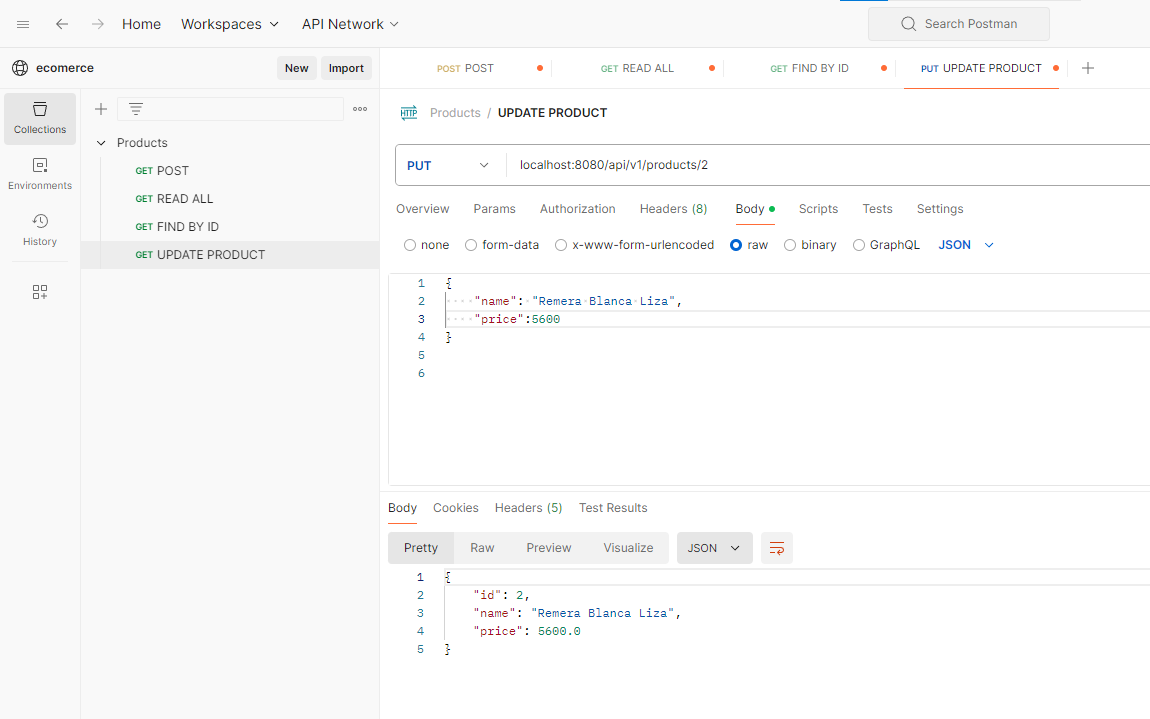 Home Workspaces API Network Search Postman
ecomerce New Import
POST POST GET READ ALL GET FIND BY ID PUT UPDATE PRODUCT
Collections
Environments
History
Products
GET POST
GET READ ALL
GET FIND BY ID
GET UPDATE PRODUCT
HTTP Products / UPDATE PRODUCT
PUT localhost:8080/api/v1/products/2
Overview Params Authorization Headers (8) Body Scripts Tests Settings
none form-data x-www-form-urlencoded raw binary GraphQL JSON
1 {
2 "name": "Remera Blanca Liza",
3 "price":5600
4 }
5
6
Body Cookies Headers (5) Test Results
Pretty Raw Preview Visualize JSON
1 {
2 "id": 2,
3 "name": "Remera Blanca Liza",
4 "price": 5600.0
5 }